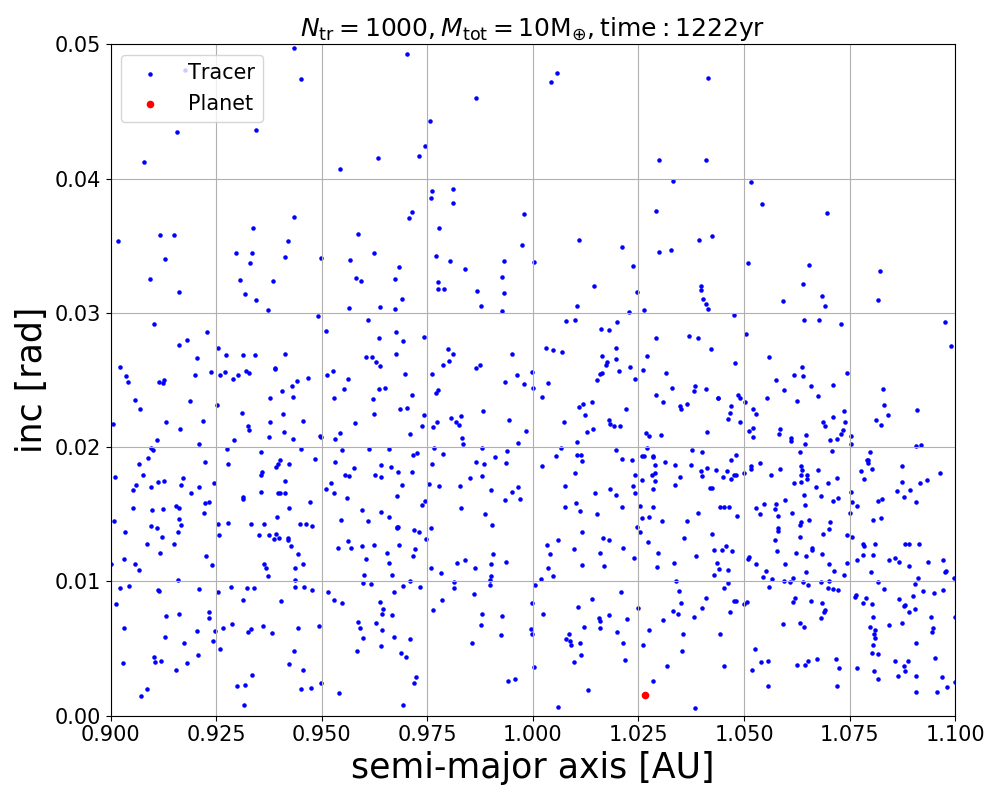 N_tr = 1000, M_tot = 10M_⊕, time : 1222yr
Tracer
Planet
0.05
0.04
0.03
0.02
0.01
0.00
inc [rad]
0.900 0.925 0.950 0.975 1.000 1.025 1.050 1.075 1.100
semi-major axis [AU]